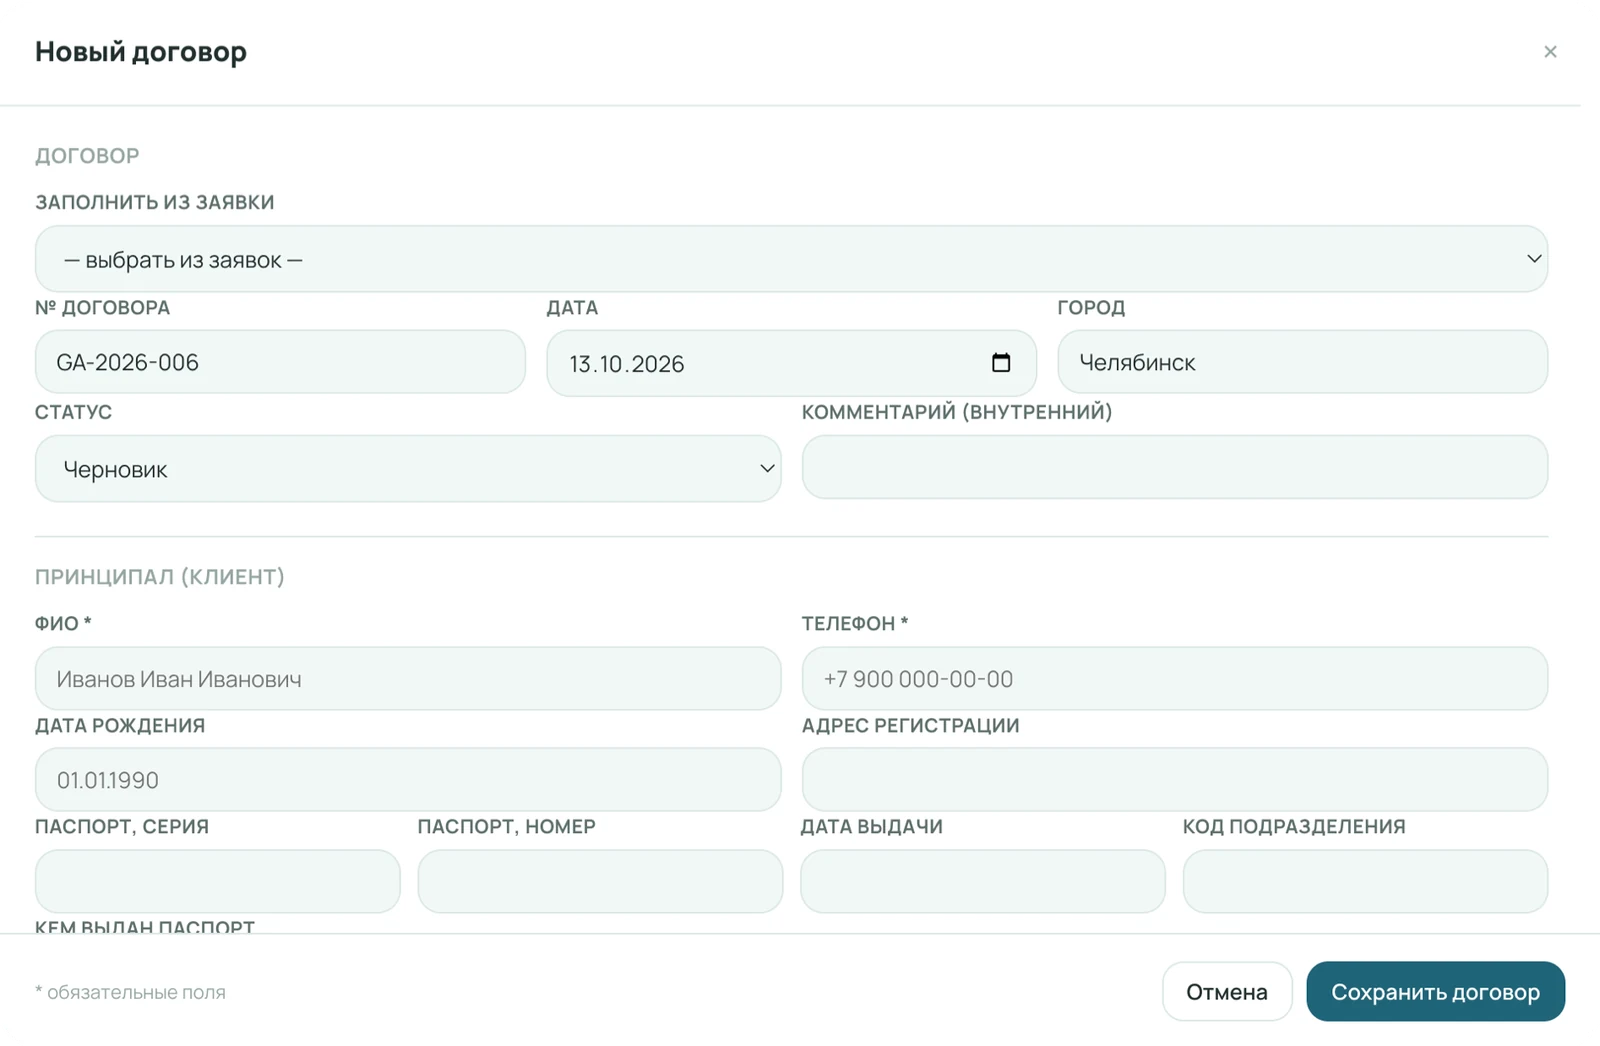 Новый договор
×
ДОГОВОР
ЗАПОЛНИТЬ ИЗ ЗАЯВКИ
— выбрать из заявок —
№ ДОГОВОРА ДАТА ГОРОД
GA-2026-006 13.10.2026 Челябинск
СТАТУС КОММЕНТАРИЙ (ВНУТРЕННИЙ)
Черновик
ПРИНЦИПАЛ (КЛИЕНТ)
ФИО * ТЕЛЕФОН *
Иванов Иван Иванович +7 900 000-00-00
ДАТА РОЖДЕНИЯ АДРЕС РЕГИСТРАЦИИ
01.01.1990
ПАСПОРТ, СЕРИЯ ПАСПОРТ, НОМЕР ДАТА ВЫДАЧИ КОД ПОДРАЗДЕЛЕНИЯ
КЕМ ВЫДАН ПАСПОРТ
* обязательные поля Отмена Сохранить договор